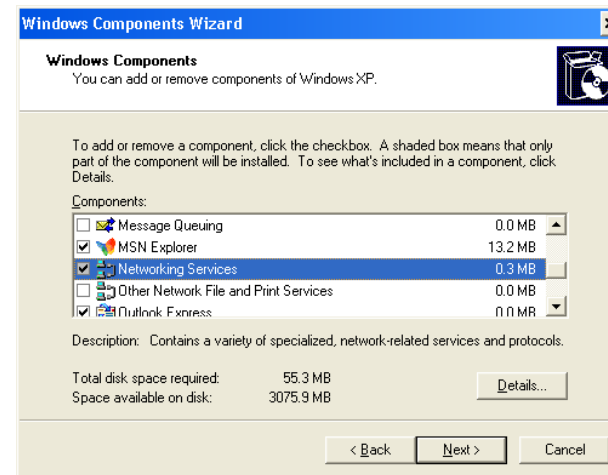 Windows Components Wizard
Windows Components
You can add or remove components of Windows XP.
To add or remove a component, click the checkbox. A shaded box means that only
part of the component will be installed. To see what's included in a component, click
Details.
Components:
Message Queuing 0.0 MB
MSN Explorer 13.2 MB
Networking Services 0.3 MB
Other Network File and Print Services 0.0 MB
Outlook Express 0.0 MB
Description: Contains a variety of specialized, network-related services and protocols.
Total disk space required: 55.3 MB
Space available on disk: 3075.9 MB
Details...
< Back Next > Cancel